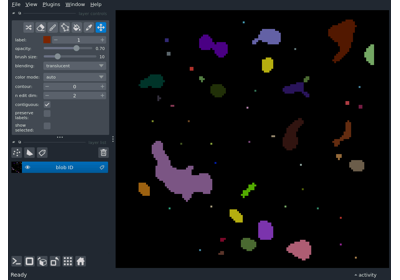 File View Plugins Window Help
label: 1
opacity: 0.70
brush size: 10
blending: translucent
color mode: auto
contour: 0
n edit dim: 2
contiguous:
preserve
labels:
show
selected:
blob ID
Ready
activity